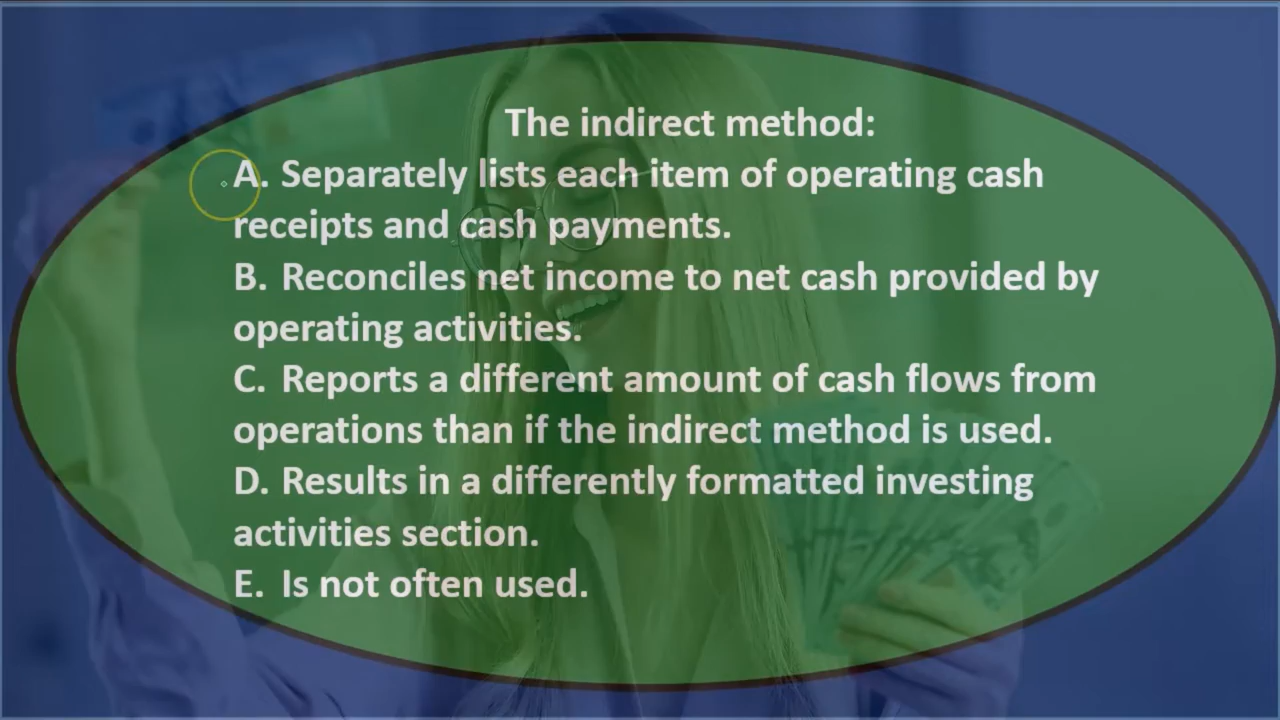 The indirect method:
A. Separately lists each item of operating cash
receipts and cash payments.
B. Reconciles net income to net cash provided by
operating activities.
C. Reports a different amount of cash flows from
operations than if the indirect method is used.
D. Results in a differently formatted investing
activities section.
E. Is not often used.